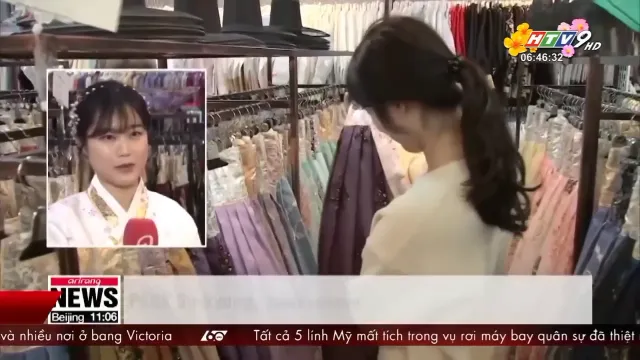 HTV9 HD
06:46:32
arirang
NEWS
Beijing 11:06
và nhiều nơi ở bang Victoria 60 Tất cả 5 lính Mỹ mất tích trong vụ rơi máy bay quân sự đã thiệt